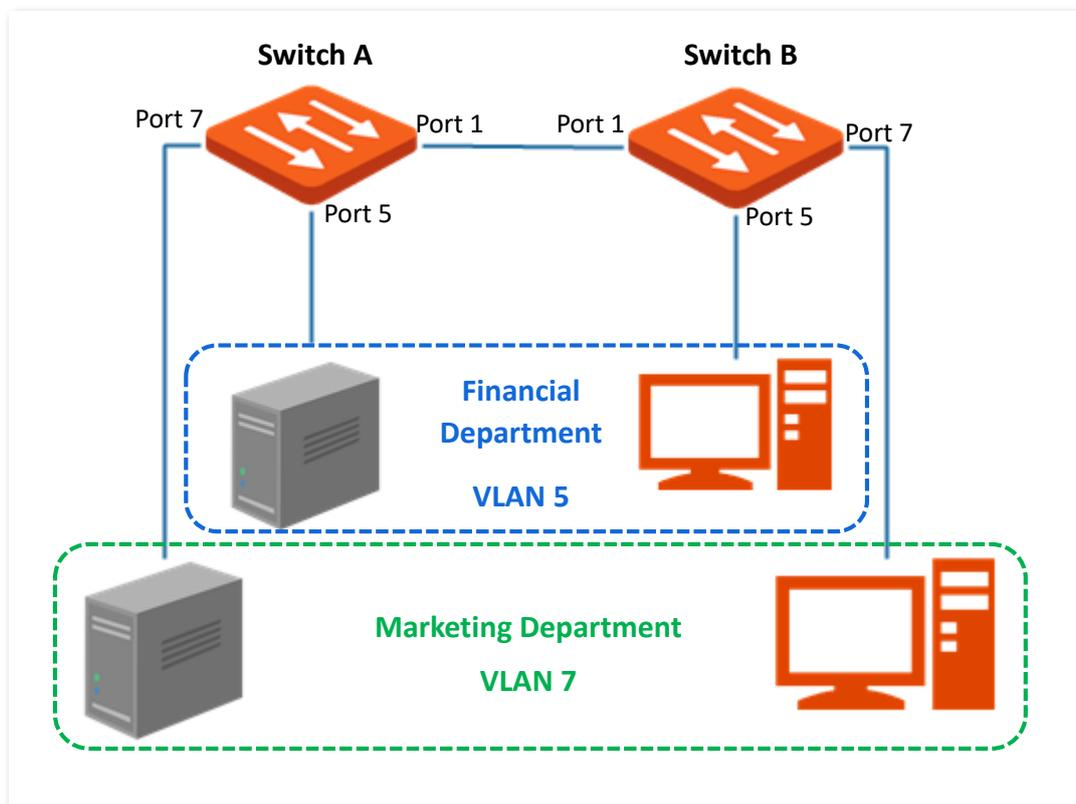 Switch A
Switch B
Port 7
Port 1
Port 1
Port 7
Port 5
Port 5
Financial
Department
VLAN 5
Marketing Department
VLAN 7